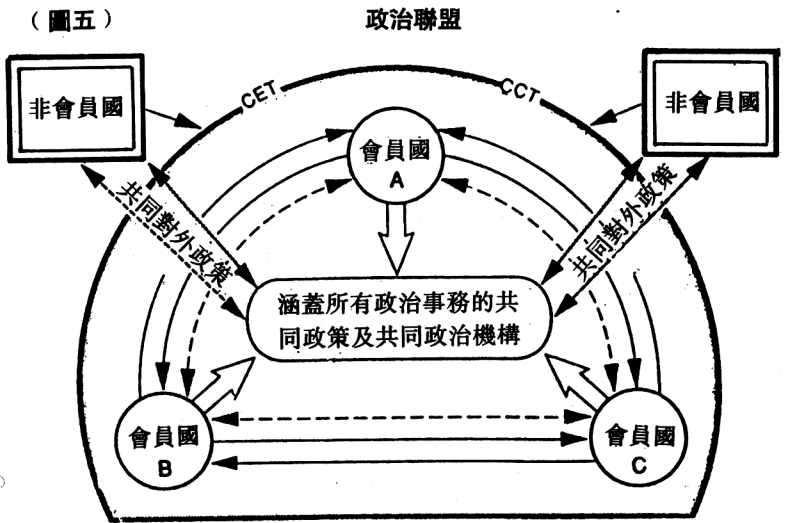 （圖五）
政治聯盟
非會員國
CET
CCT
非會員國
會員國
A
共同對外政策
共同對外政策
涵蓋所有政治事務的共
同政策及共同政治機構
會員國
B
會員國
C